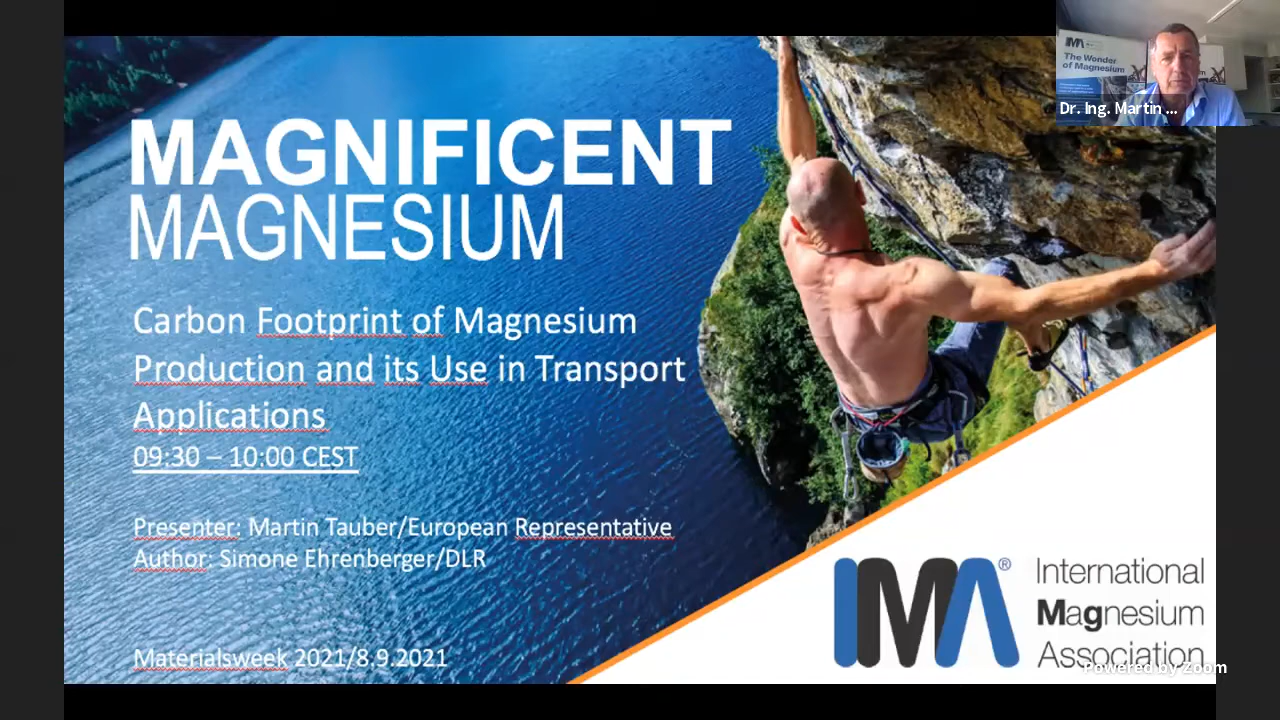 MAGNIFICENT
MAGNESIUM
Carbon Footprint of Magnesium
Production and its Use in Transport
Applications
09:30 – 10:00 CEST
Presenter: Martin Tauber/European Representative
Author: Simone Ehrenberger/DLR
Materialsweek 2021/8.9.2021
IMA®
International
Magnesium
Association
Powered by Zoom
IMA
The Wonder
of Magnesium
Dr. Ing. Martin ...